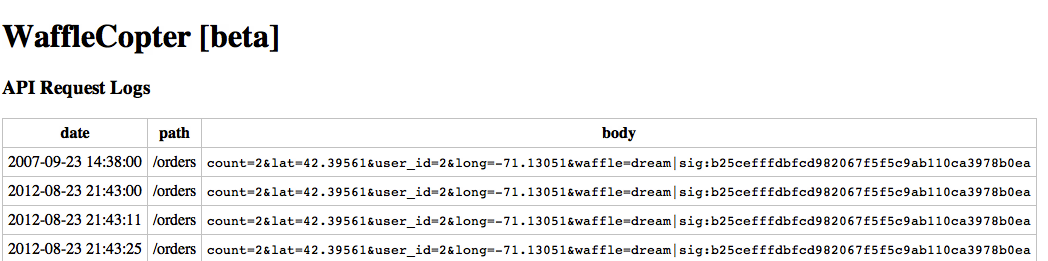 WaffleCopter [beta]
API Request Logs
date path body
2007-09-23 14:38:00 /orders count=2&lat=42.39561&user_id=2&long=-71.13051&waffle=dream|sig:b25cefffdbfcd982067f5f5c9ab110ca3978b0ea
2012-08-23 21:43:00 /orders count=2&lat=42.39561&user_id=2&long=-71.13051&waffle=dream|sig:b25cefffdbfcd982067f5f5c9ab110ca3978b0ea
2012-08-23 21:43:11 /orders count=2&lat=42.39561&user_id=2&long=-71.13051&waffle=dream|sig:b25cefffdbfcd982067f5f5c9ab110ca3978b0ea
2012-08-23 21:43:25 /orders count=2&lat=42.39561&user_id=2&long=-71.13051&waffle=dream|sig:b25cefffdbfcd982067f5f5c9ab110ca3978b0ea